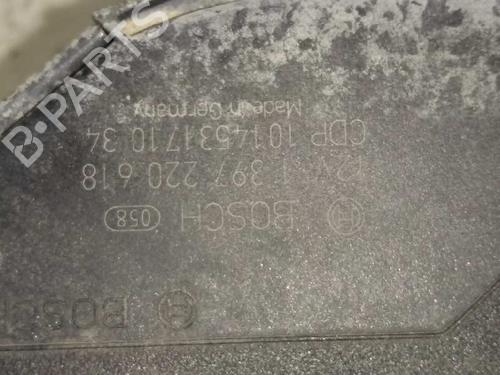 BOSCH 058
12V 1 397 220 618
CDP 1014531710 34
Made in Germany
BOSCH
B-PARTS